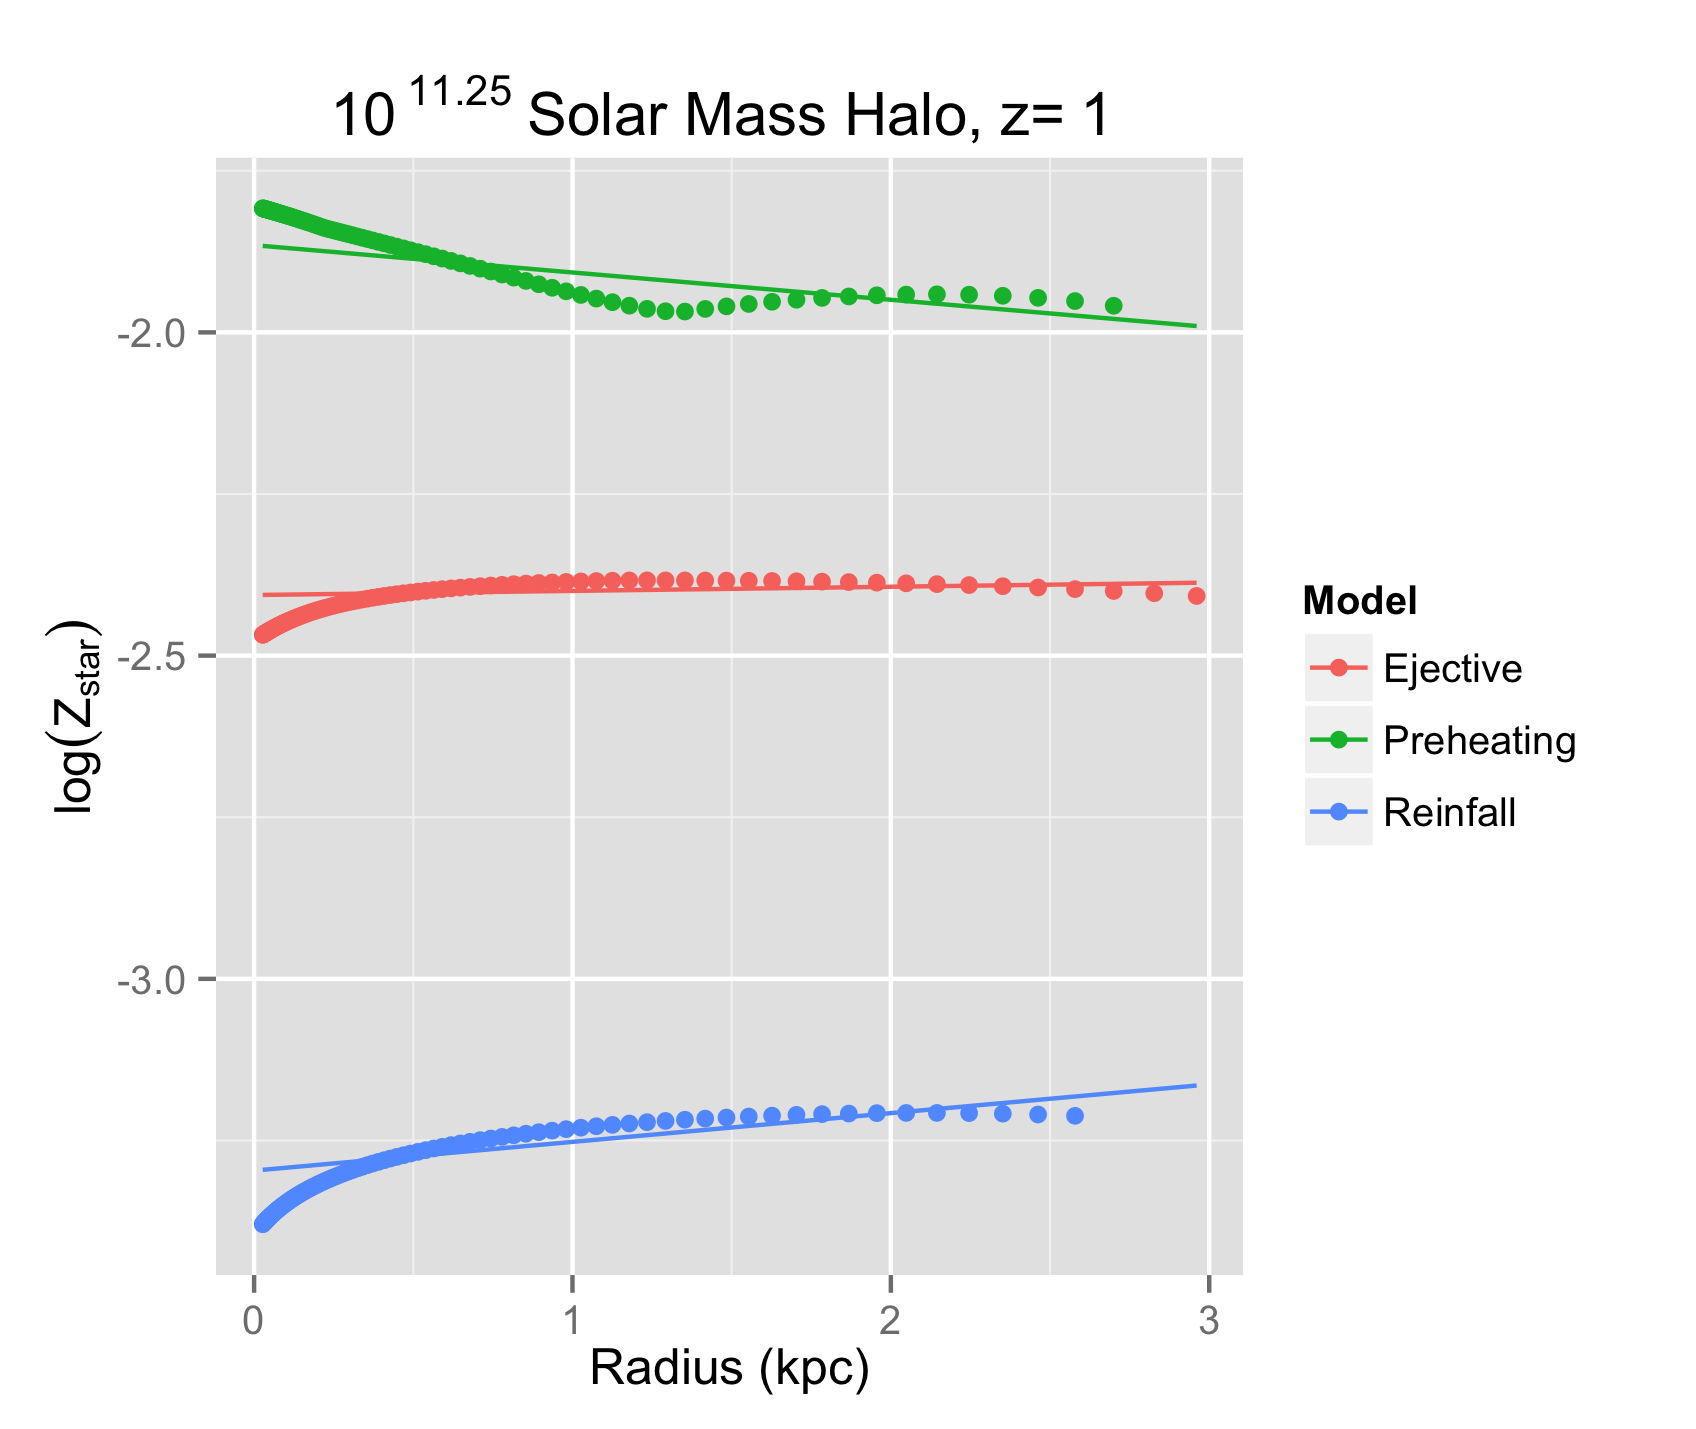 10 11.25 Solar Mass Halo, z= 1
-2.0
-2.5
-3.0
log(Zstar)
0 1 2 3
Radius (kpc)
Model
Ejective
Preheating
Reinfall